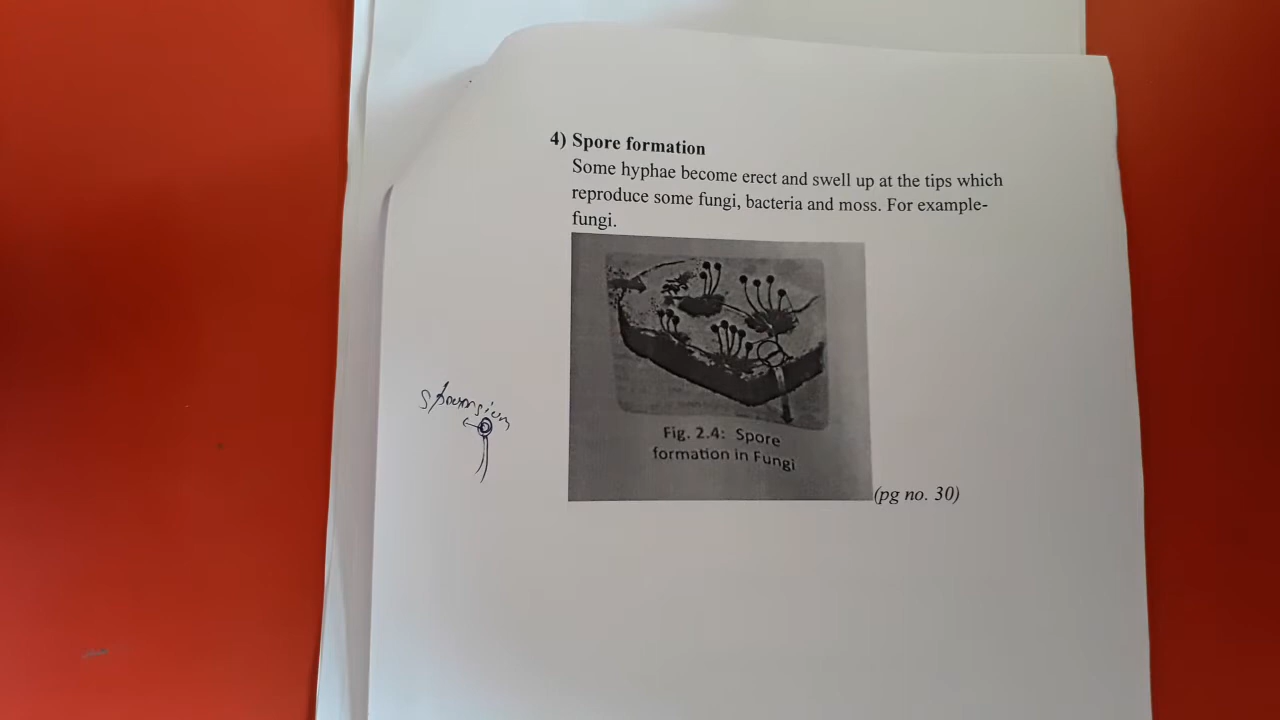 4) Spore formation
Some hyphae become erect and swell up at the tips which
reproduce some fungi, bacteria and moss. For example-
fungi.
Fig. 2.4: Spore
formation in Fungi
(pg no. 30)